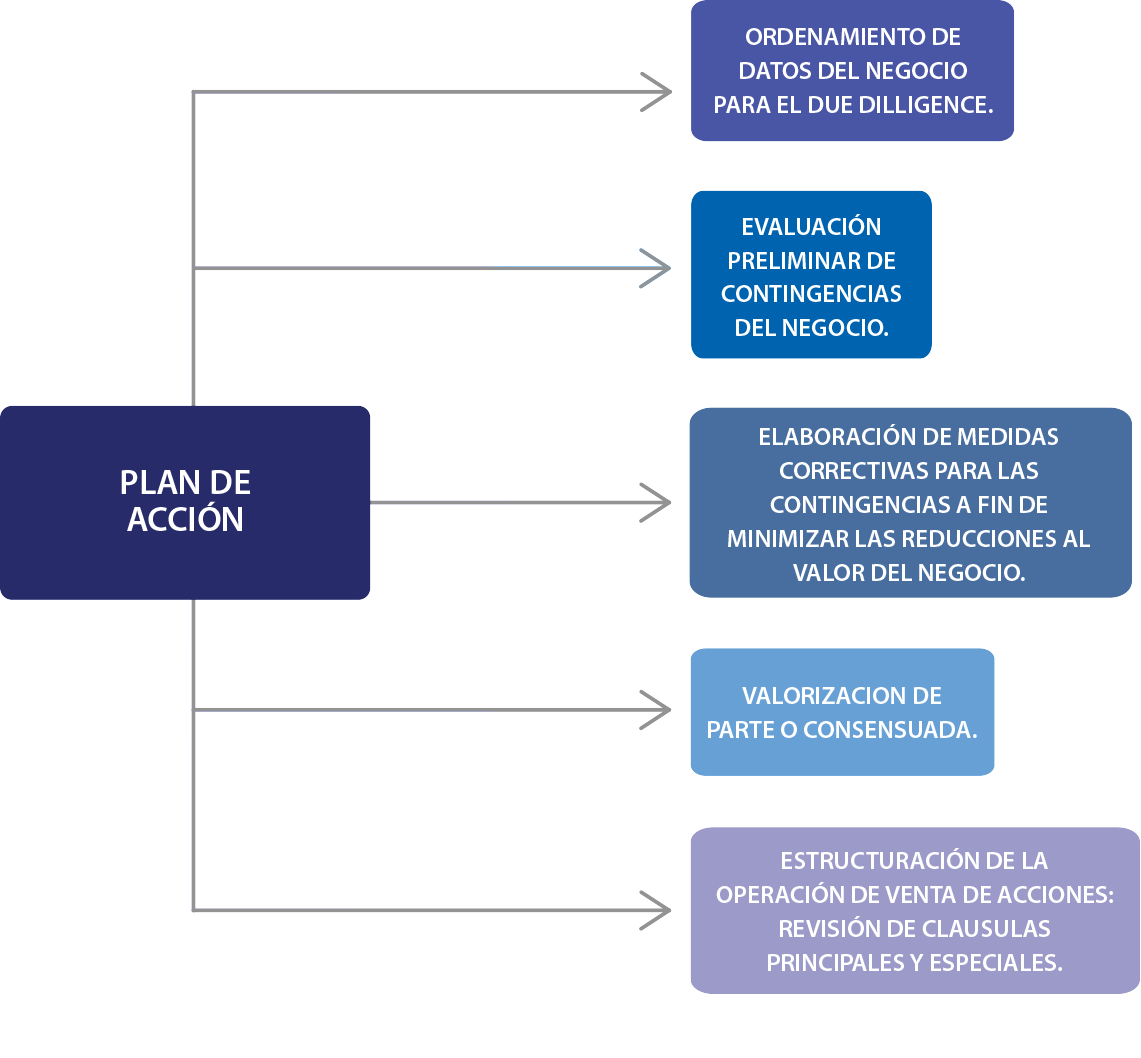 ORDENAMIENTO DE
DATOS DEL NEGOCIO
PARA EL DUE DILLIGENCE.
EVALUACIÓN
PRELIMINAR DE
CONTINGENCIAS
DEL NEGOCIO.
PLAN DE
ACCIÓN
ELABORACIÓN DE MEDIDAS
CORRECTIVAS PARA LAS
CONTINGENCIAS A FIN DE
MINIMIZAR LAS REDUCCIONES AL
VALOR DEL NEGOCIO.
VALORIZACION DE
PARTE O CONSENSUADA.
ESTRUCTURACIÓN DE LA
OPERACIÓN DE VENTA DE ACCIONES:
REVISIÓN DE CLAUSULAS
PRINCIPALES Y ESPECIALES.